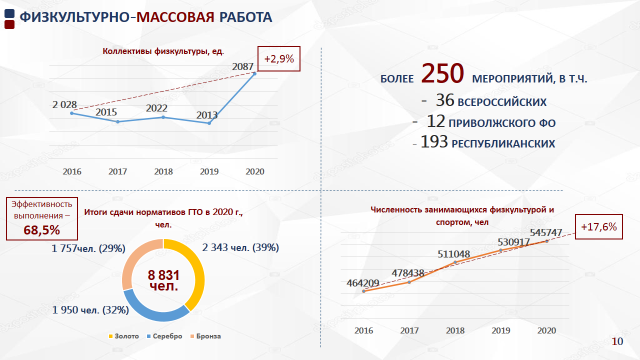 ФИЗКУЛЬТУРНО-МАССОВАЯ РАБОТА
Коллективы физкультуры, ед.
+2,9%
2 028
2015
2022
2013
2087
2016 2017 2018 2019 2020
БОЛЕЕ 250 МЕРОПРИЯТИЙ, В Т.Ч.
- 36 ВСЕРОССИЙСКИХ
- 12 ПРИВОЛЖСКОГО ФО
- 193 РЕСПУБЛИКАНСКИХ
Эффективность
выполнения –
68,5%
Итоги сдачи нормативов ГТО в 2020 г.,
чел.
1 757чел. (29%)
2 343 чел. (39%)
8 831
чел.
1 950 чел. (32%)
Золото Серебро Бронза
Численность занимающихся физкультурой и
спортом, чел
+17,6%
464209
478438
511048
530917
545747
2016 2017 2018 2019 2020
10